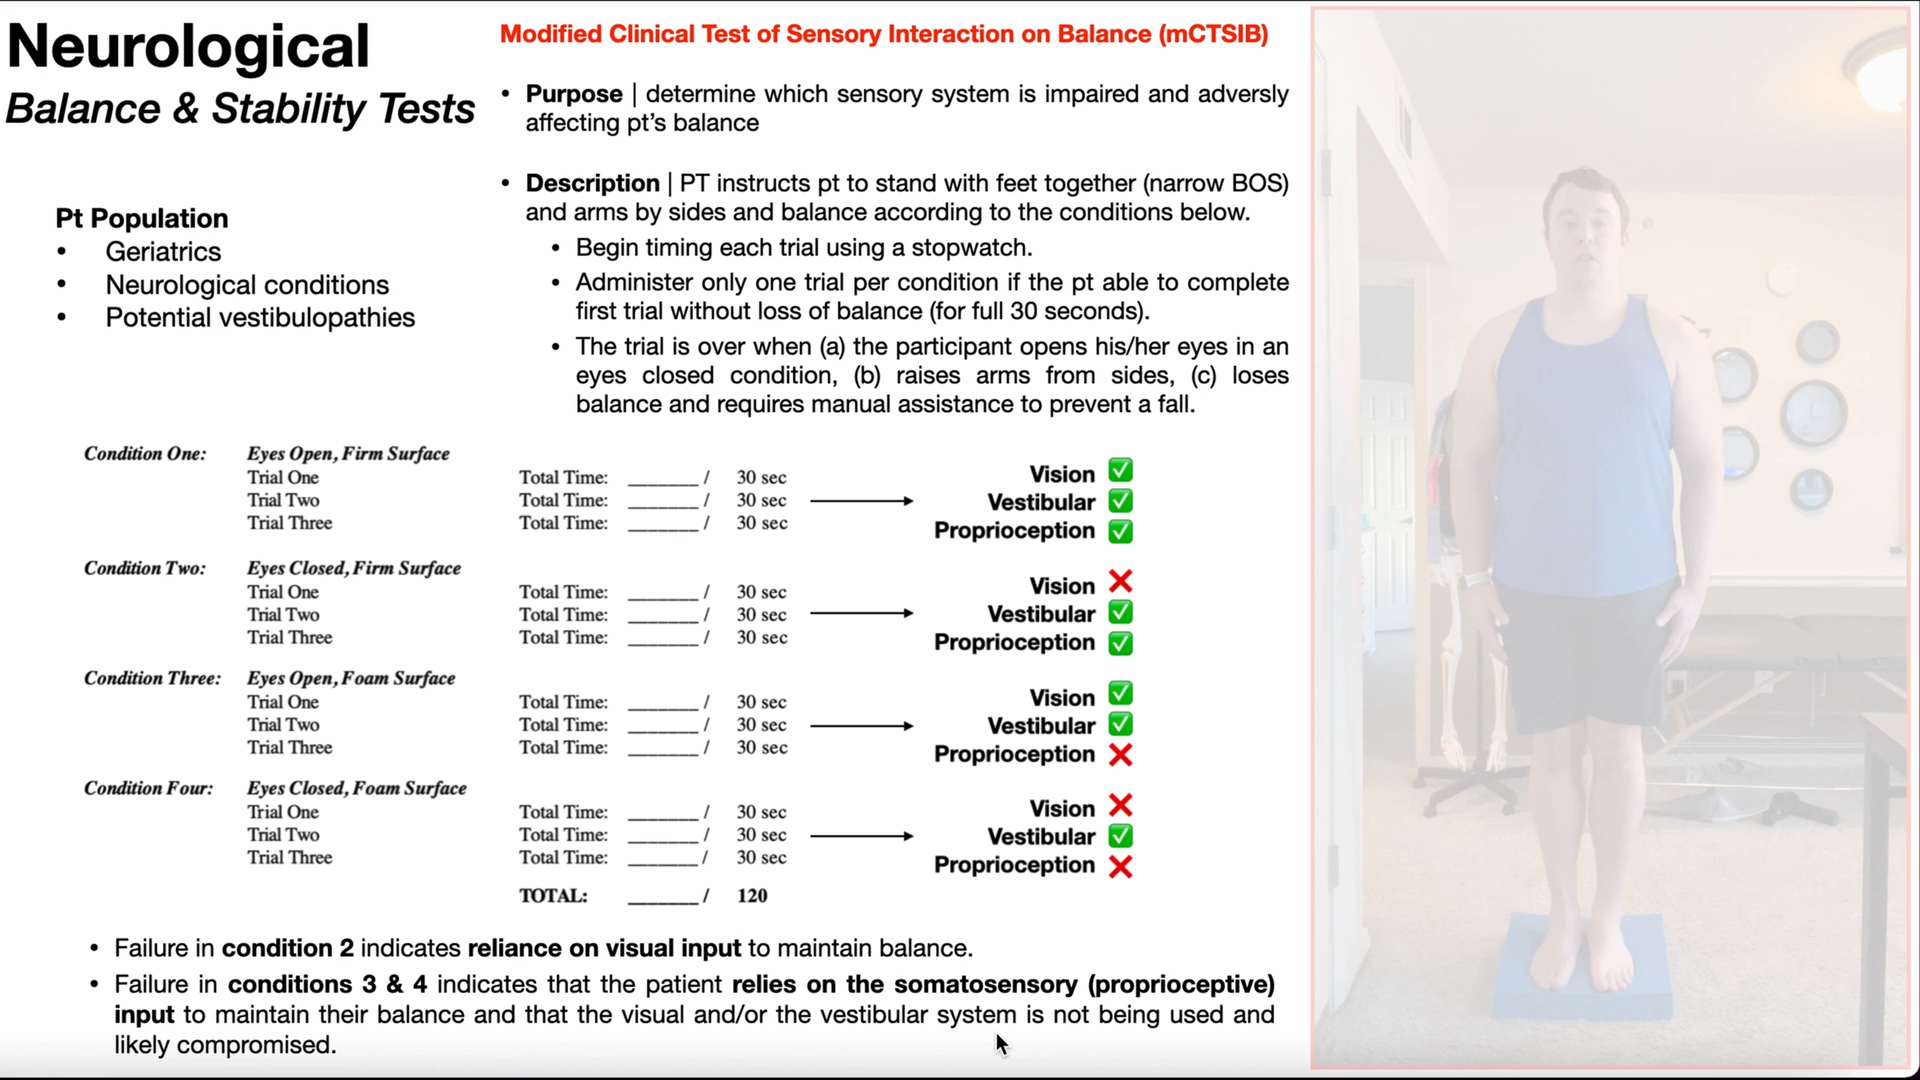 Neurological
Balance & Stability Tests
Pt Population
• Geriatrics
• Neurological conditions
• Potential vestibulopathies
Modified Clinical Test of Sensory Interaction on Balance (mCTSIB)
• Purpose | determine which sensory system is impaired and adversly
affecting pt's balance
• Description | PT instructs pt to stand with feet together (narrow BOS)
and arms by sides and balance according to the conditions below.
• Begin timing each trial using a stopwatch.
• Administer only one trial per condition if the pt able to complete
first trial without loss of balance (for full 30 seconds).
• The trial is over when (a) the participant opens his/her eyes in an
eyes closed condition, (b) raises arms from sides, (c) loses
balance and requires manual assistance to prevent a fall.
Condition One: Eyes Open, Firm Surface
Trial One Total Time: _______ / 30 sec
Trial Two Total Time: _______ / 30 sec
Trial Three Total Time: _______ / 30 sec
Vision ✅
Vestibular ✅
Proprioception ✅
Condition Two: Eyes Closed, Firm Surface
Trial One Total Time: _______ / 30 sec
Trial Two Total Time: _______ / 30 sec
Trial Three Total Time: _______ / 30 sec
Vision ❌
Vestibular ✅
Proprioception ✅
Condition Three: Eyes Open, Foam Surface
Trial One Total Time: _______ / 30 sec
Trial Two Total Time: _______ / 30 sec
Trial Three Total Time: _______ / 30 sec
Vision ✅
Vestibular ✅
Proprioception ❌
Condition Four: Eyes Closed, Foam Surface
Trial One Total Time: _______ / 30 sec
Trial Two Total Time: _______ / 30 sec
Trial Three Total Time: _______ / 30 sec
Vision ❌
Vestibular ✅
Proprioception ❌
TOTAL: _______ / 120
• Failure in condition 2 indicates reliance on visual input to maintain balance.
• Failure in conditions 3 & 4 indicates that the patient relies on the somatosensory (proprioceptive)
input to maintain their balance and that the visual and/or the vestibular system is not being used and
likely compromised.